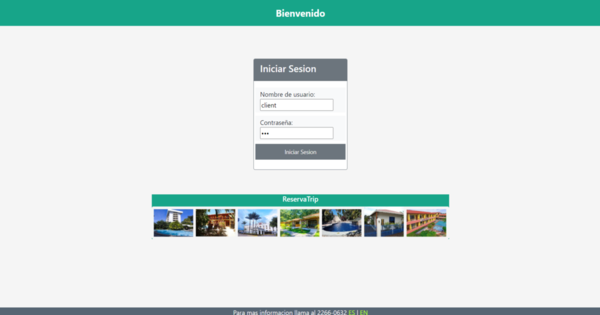 Bienvenido
Iniciar Sesion
Nombre de usuario:
client
Contraseña:
•••
Iniciar Sesion
ReservaTrip
Para mas informacion llama al 2266-0632 ES | EN